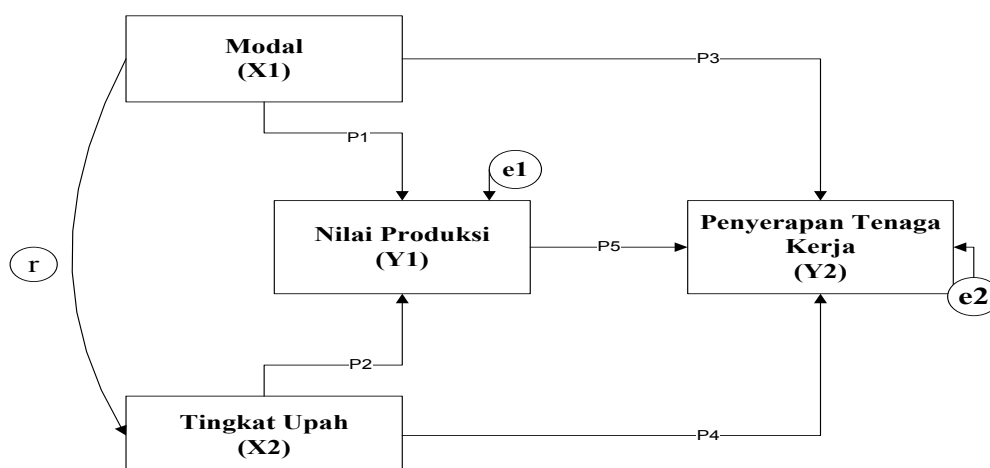 Modal
(X1)
P3
P1
e1
Nilai Produksi
(Y1)
P5
Penyerapan Tenaga
Kerja
(Y2)
r
e2
P2
Tingkat Upah
(X2)
P4